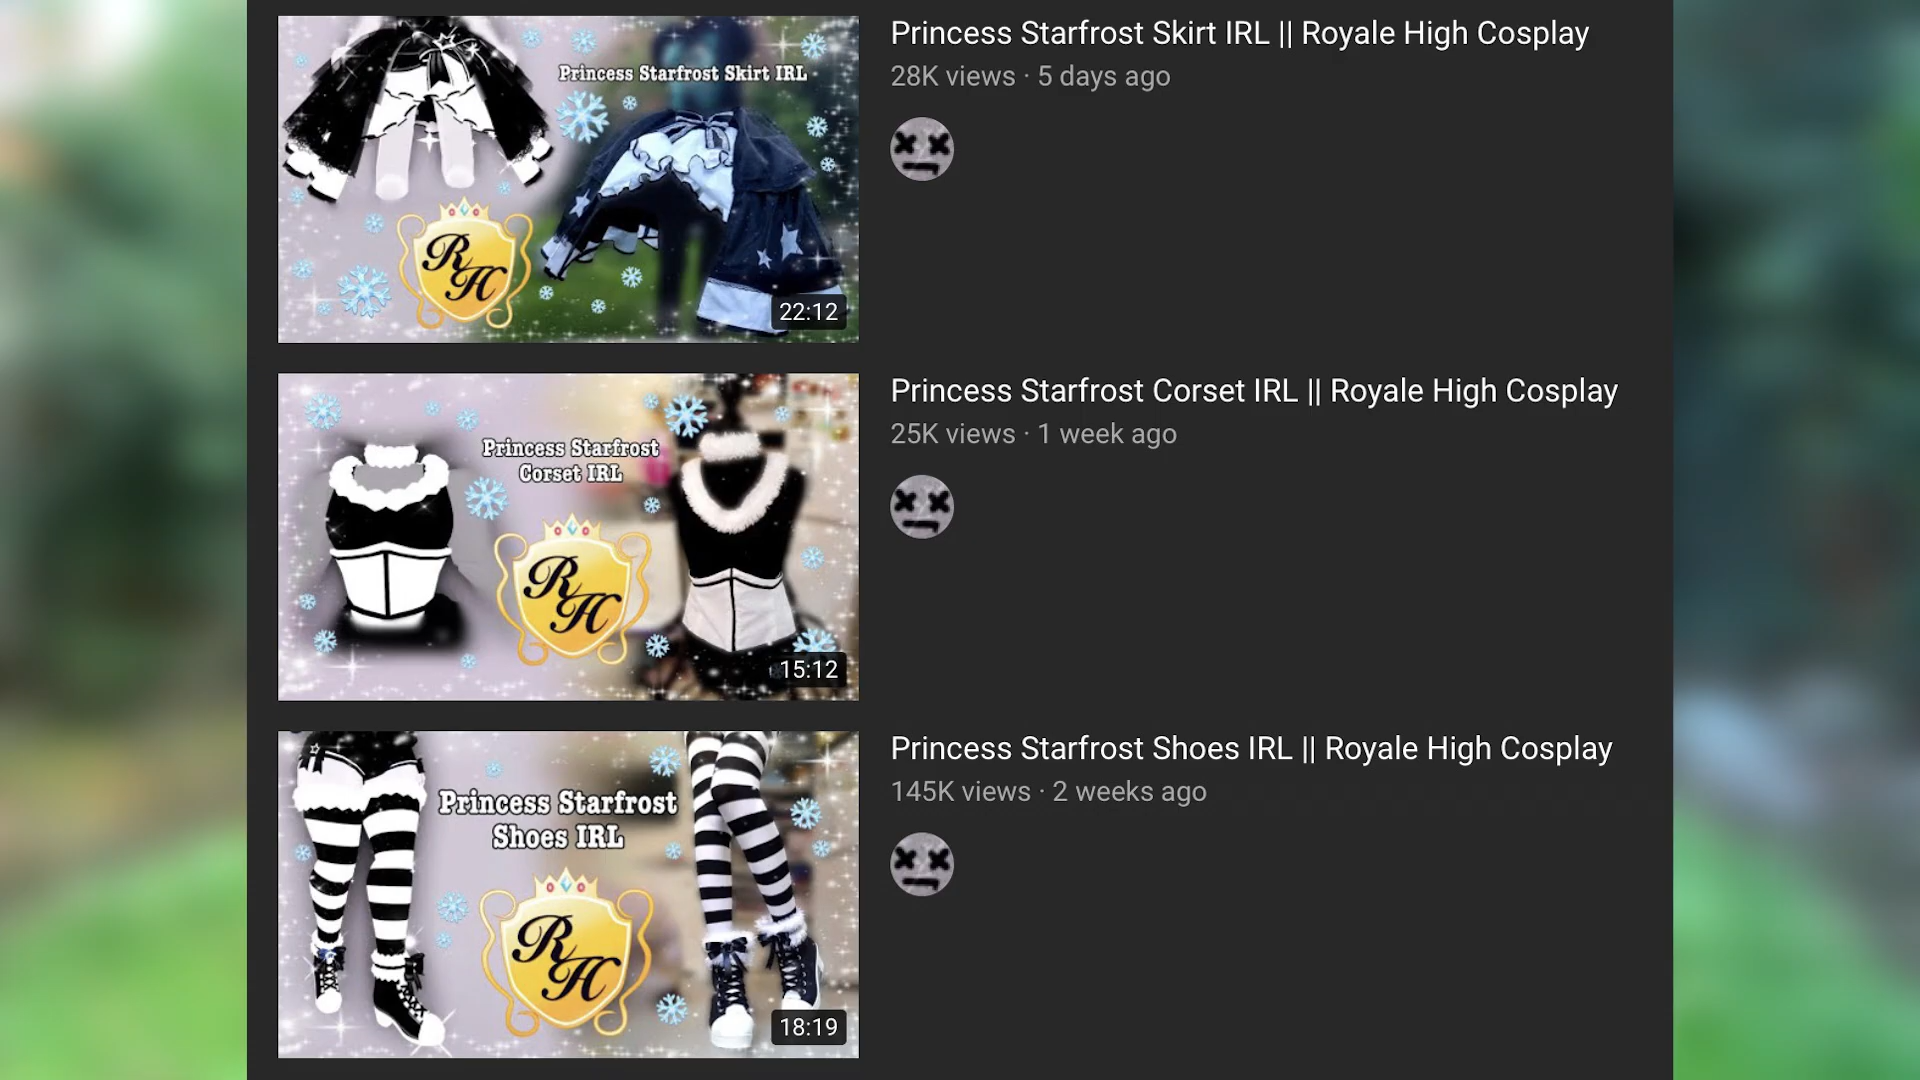 Princess Starfrost Skirt IRL
R
H
22:12
Princess Starfrost Skirt IRL || Royale High Cosplay
28K views · 5 days ago
Princess Starfrost
Corset IRL
R
H
15:12
Princess Starfrost Corset IRL || Royale High Cosplay
25K views · 1 week ago
Princess Starfrost
Shoes IRL
R
H
18:19
Princess Starfrost Shoes IRL || Royale High Cosplay
145K views · 2 weeks ago